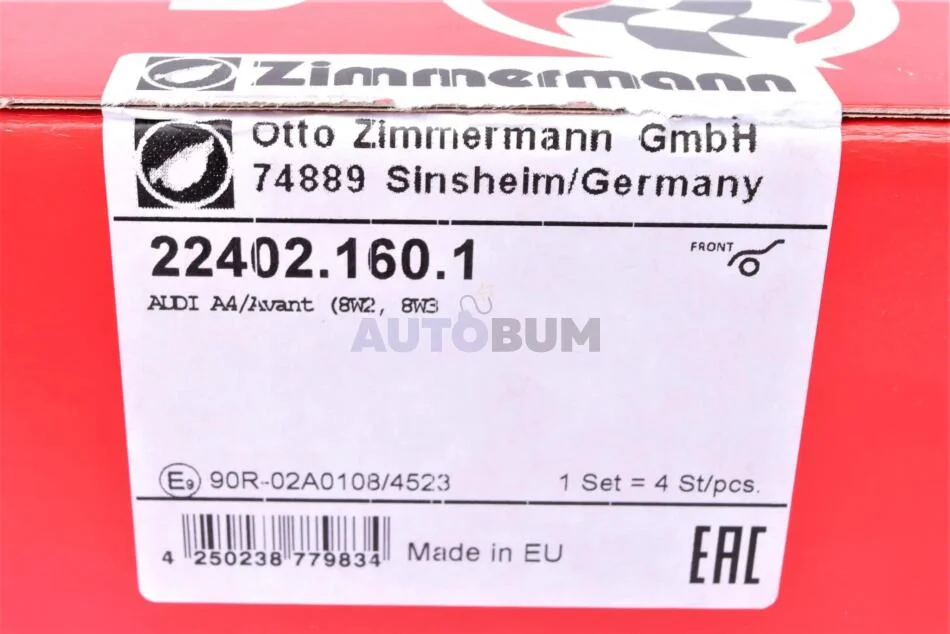 Zimmermann
Otto Zimmermann GmbH
74889 Sinsheim/Germany
22402.160.1
FRONT
AUDI A4/Avant (8W2, 8W3
AUTOBUM
E9 90R-02A0108/4523
1 Set = 4 St/pcs.
4 250238 779834
Made in EU
EAC